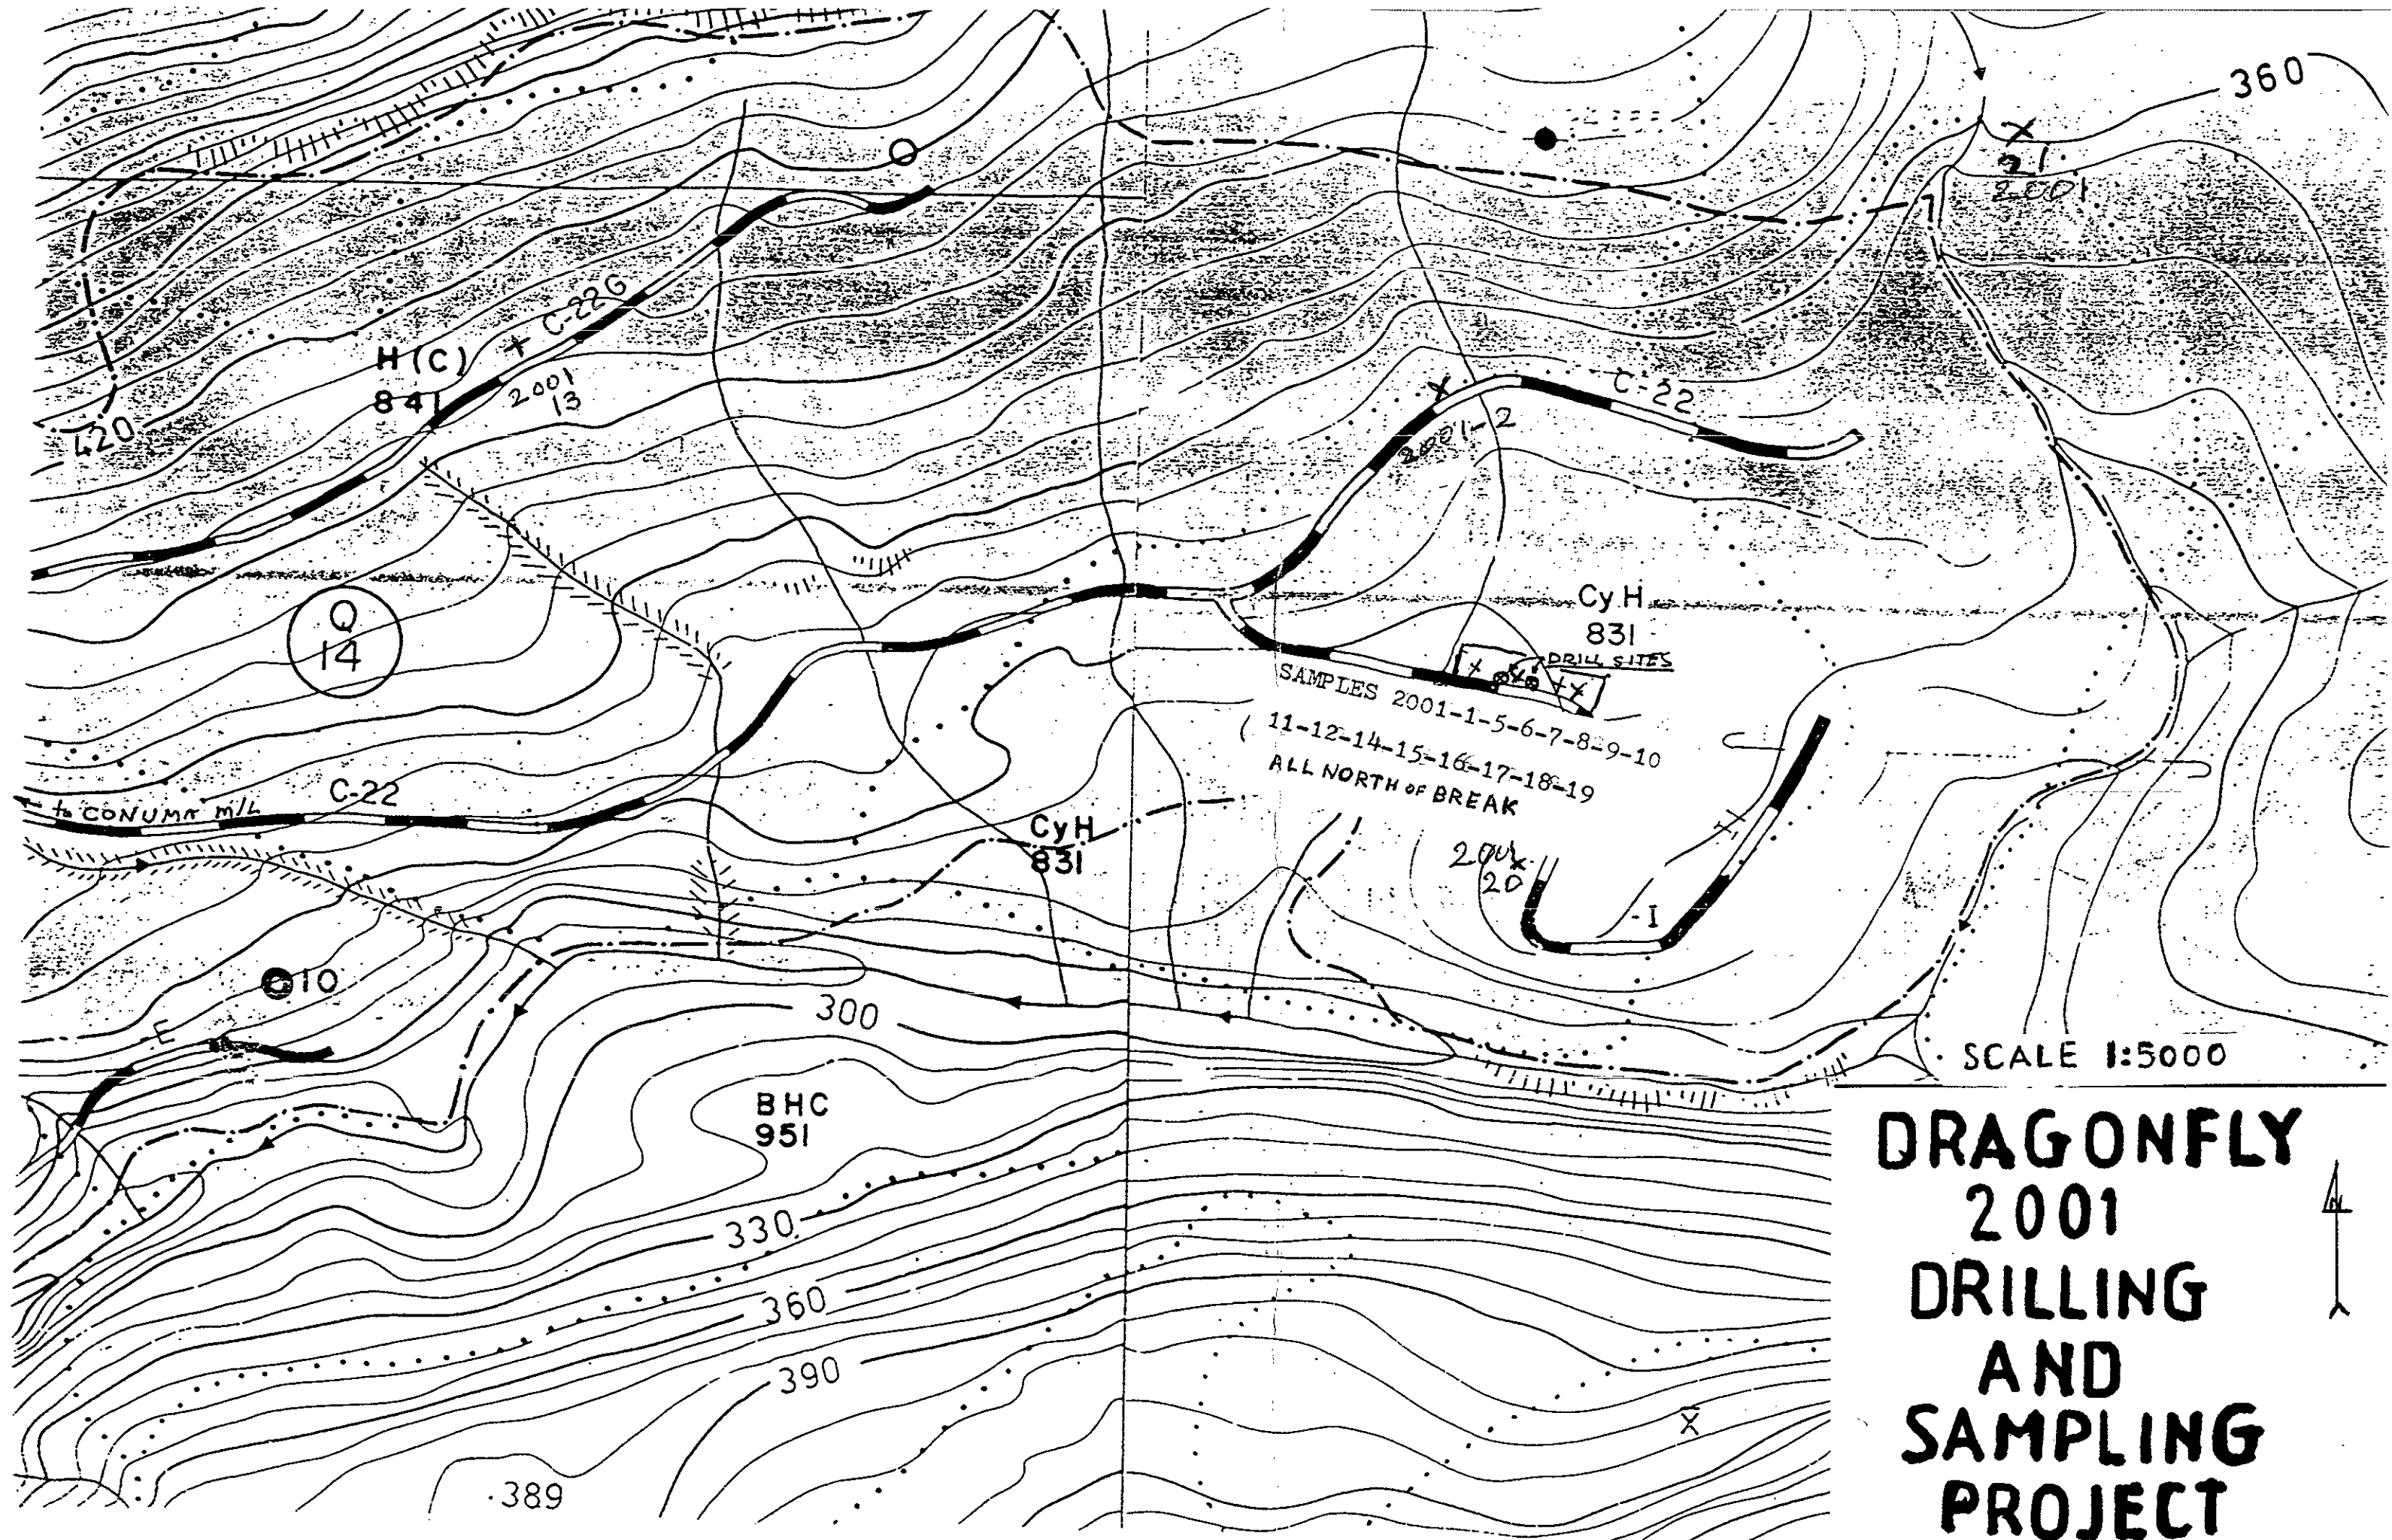 360
X
21
2001
C-22G
H (C)
841
2001
13
420
C-22
2001-2
Q
14
CyH
831
DRILL SITES
SAMPLES 2001-1-5-6-7-8-9-10
11-12-14-15-16-17-18-19
ALL NORTH OF BREAK
C-22
to CONUMA M/L
CyH
831
20
-I
10
E
300
SCALE 1:5000
BHC
951
330
360
390
.389
X
DRAGONFLY
2001
DRILLING
AND
SAMPLING
PROJECT
N